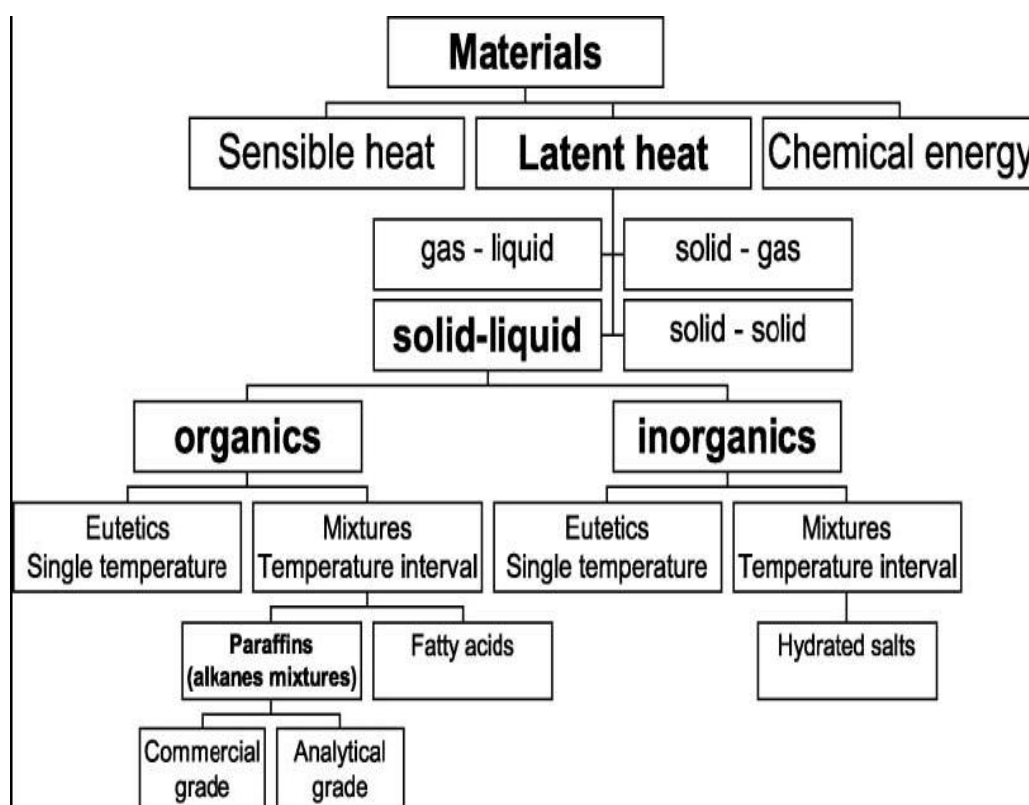 Materials
Sensible heat
Latent heat
Chemical energy
gas - liquid
solid - gas
solid-liquid
solid - solid
organics
inorganics
Eutetics
Single temperature
Mixtures
Temperature interval
Eutetics
Single temperature
Mixtures
Temperature interval
Paraffins
(alkanes mixtures)
Fatty acids
Hydrated salts
Commercial
grade
Analytical
grade